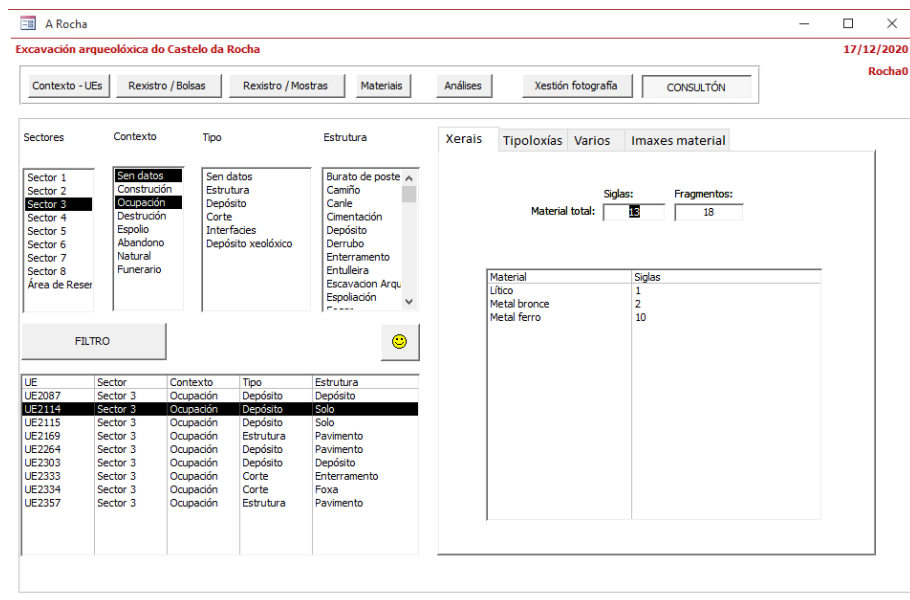 A Rocha
Excavación arqueolóxica do Castelo da Rocha 17/12/2020
Rocha0
Contexto - UEs Rexistro / Bolsas Rexistro / Mostras Materiais Análises Xestión fotografía CONSULTÓN
Sectores Contexto Tipo Estrutura
Sector 1
Sector 2
Sector 3
Sector 4
Sector 5
Sector 6
Sector 7
Sector 8
Área de Reser
Sen datos
Construción
Ocupación
Destrución
Espolio
Abandono
Natural
Funerario
Sen datos
Estrutura
Depósito
Corte
Interfacies
Depósito xeolóxico
Burato de poste
Camiño
Canle
Cimentación
Depósito
Derrubo
Enterramento
Entulleira
Escavacion Arqu
Espoliación
FILTRO
UE Sector Contexto Tipo Estrutura
UE2087 Sector 3 Ocupación Depósito Depósito
UE2114 Sector 3 Ocupación Depósito Solo
UE2115 Sector 3 Ocupación Depósito Solo
UE2169 Sector 3 Ocupación Estrutura Pavimento
UE2264 Sector 3 Ocupación Depósito Pavimento
UE2303 Sector 3 Ocupación Depósito Depósito
UE2333 Sector 3 Ocupación Corte Enterramento
UE2334 Sector 3 Ocupación Corte Foxa
UE2357 Sector 3 Ocupación Estrutura Pavimento
Xerais Tipoloxías Varios Imaxes material
Siglas: Fragmentos:
Material total: 13 18
Material Siglas
Lítico 1
Metal bronce 2
Metal ferro 10